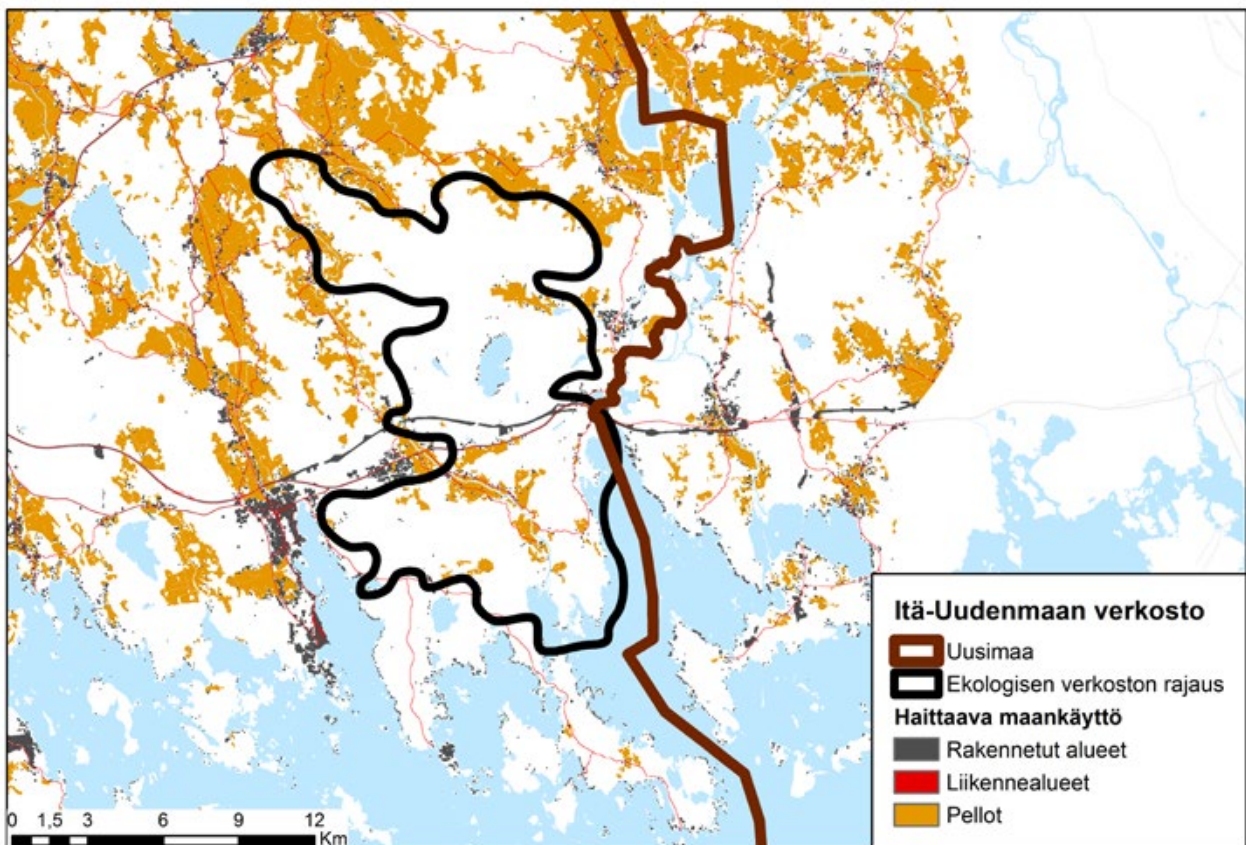 Itä-Uudenmaan verkosto
Uusimaa
Ekologisen verkoston rajaus
Haittaava maankäyttö
Rakennetut alueet
Liikennealueet
Pellot
0 1,5 3 6 9 12
Km